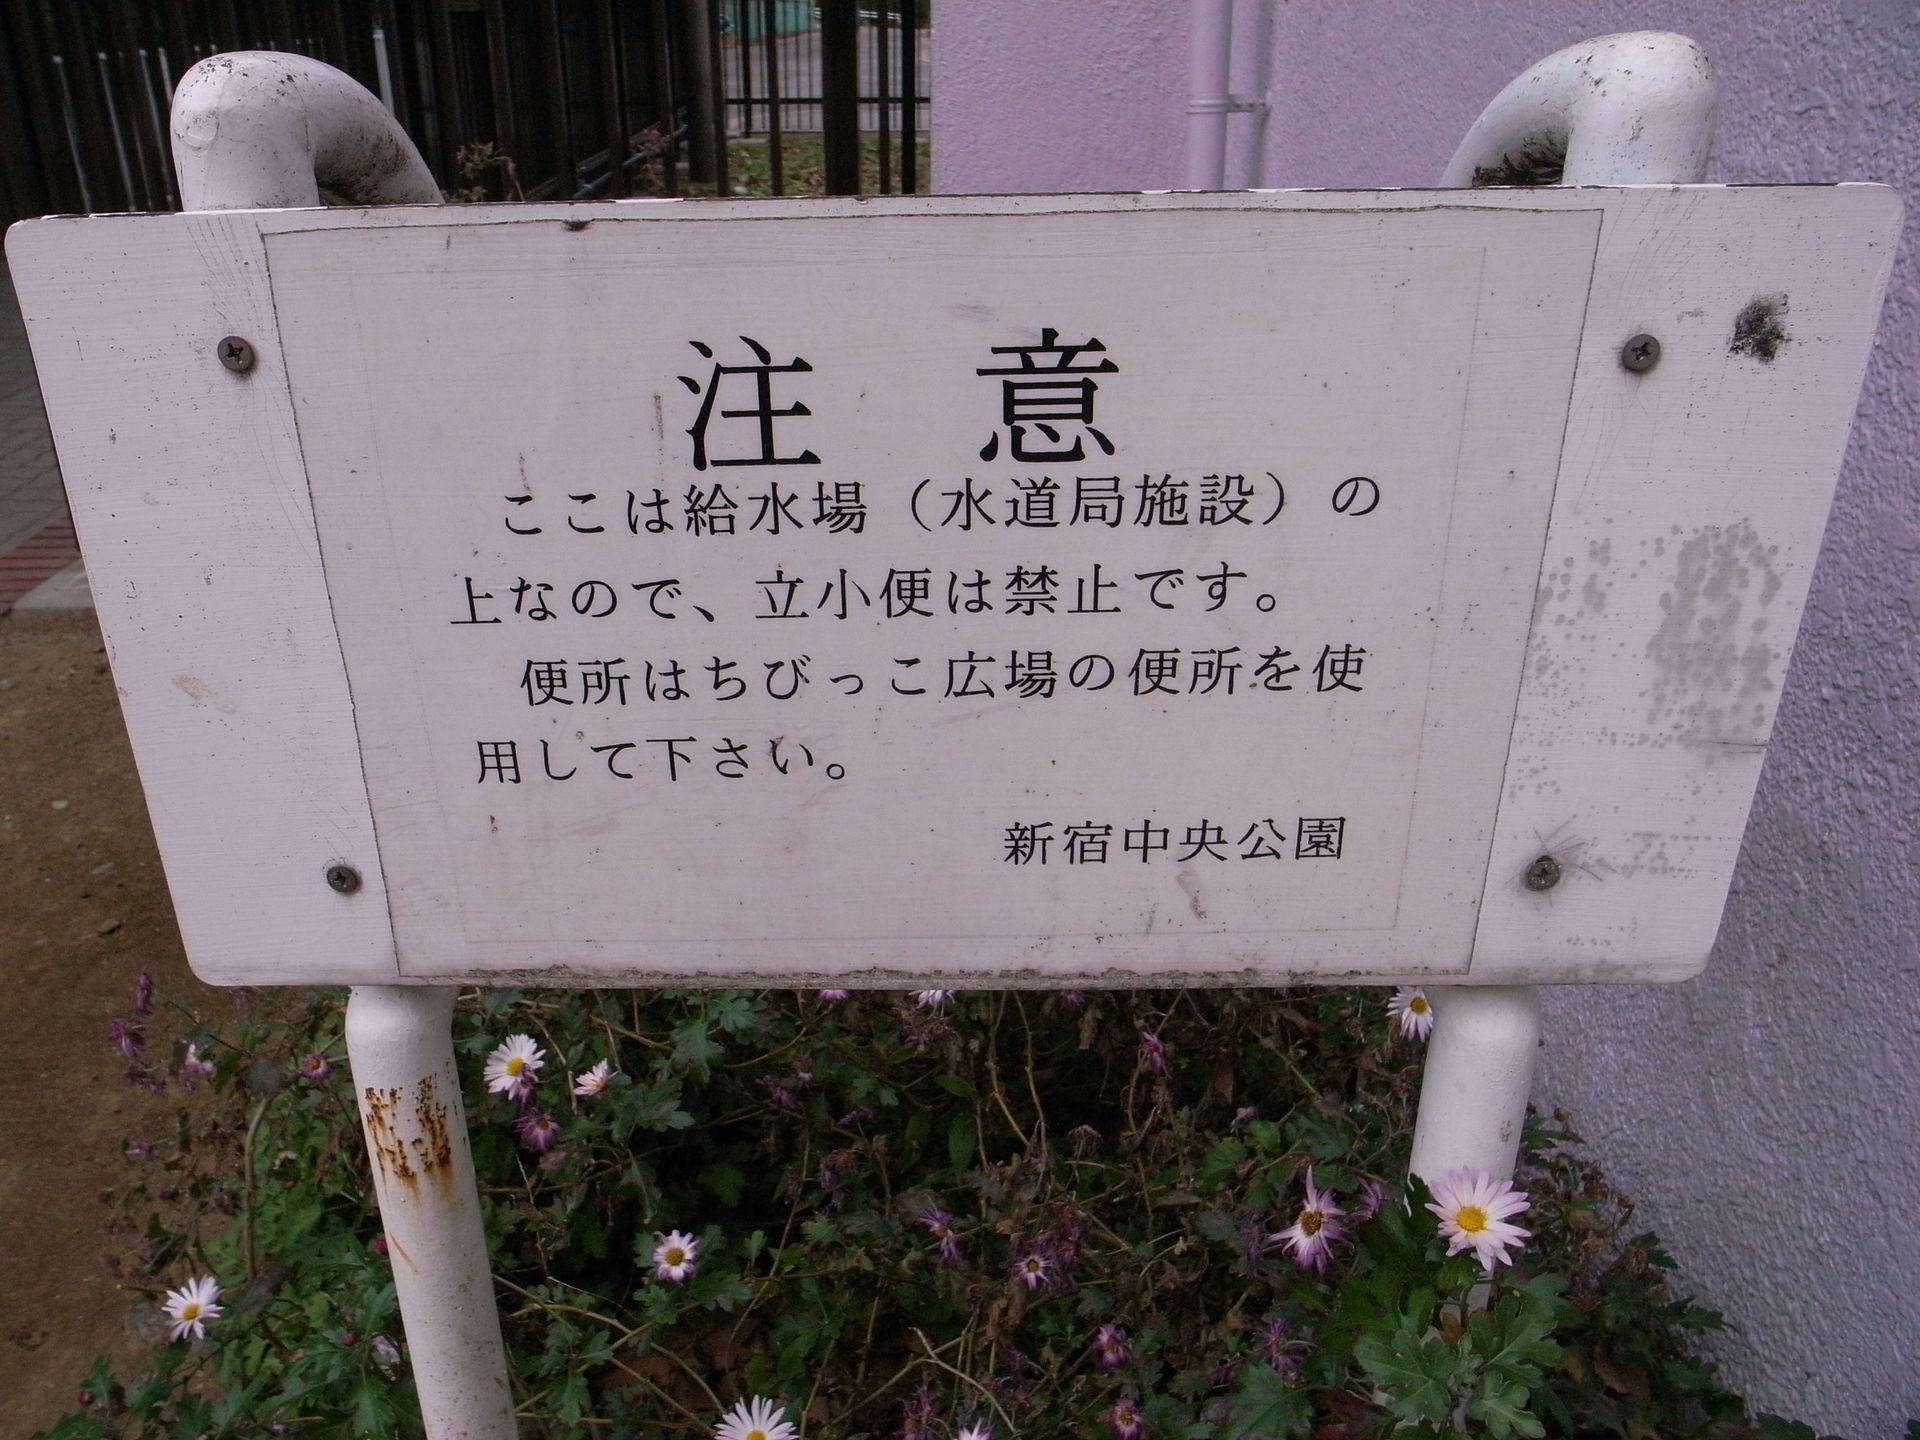 注意
ここは給水場（水道局施設）の
上なので、立小便は禁止です。
便所はちびっこ広場の便所を使
用して下さい。
新宿中央公園